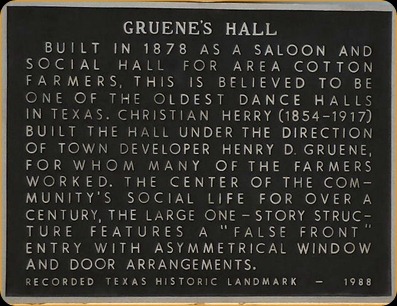 GRUENE'S HALL
BUILT IN 1878 AS A SALOON AND
SOCIAL HALL FOR AREA COTTON
FARMERS, THIS IS BELIEVED TO BE
ONE OF THE OLDEST DANCE HALLS
IN TEXAS. CHRISTIAN HERRY (1854-1917)
BUILT THE HALL UNDER THE DIRECTION
OF TOWN DEVELOPER HENRY D. GRUENE,
FOR WHOM MANY OF THE FARMERS
WORKED. THE CENTER OF THE COM-
MUNITY'S SOCIAL LIFE FOR OVER A
CENTURY, THE LARGE ONE-STORY STRUC-
TURE FEATURES A "FALSE FRONT"
ENTRY WITH ASYMMETRICAL WINDOW
AND DOOR ARRANGEMENTS.
RECORDED TEXAS HISTORIC LANDMARK - 1988